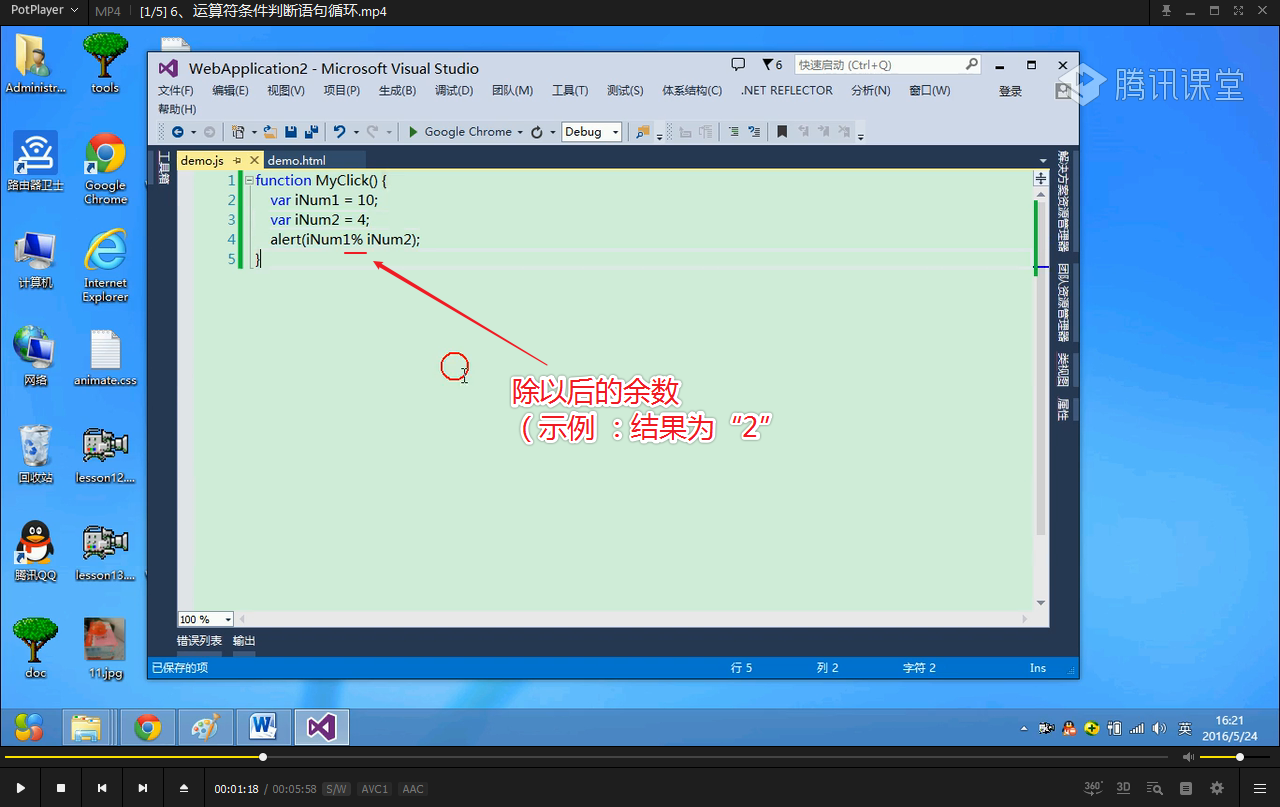 PotPlayer
MP4
[1/5] 6、运算符条件判断语句循环.mp4
腾讯课堂
Administr...
tools
路由器卫士
Google
Chrome
计算机
Internet
Explorer
网络
animate.css
回收站
lesson12....
腾讯QQ
lesson13....
doc
11.jpg
WebApplication2 - Microsoft Visual Studio
6
快速启动 (Ctrl+Q)
文件(F) 编辑(E) 视图(V) 项目(P) 生成(B) 调试(D) 团队(M) 工具(T) 测试(S) 体系结构(C) .NET REFLECTOR 分析(N) 窗口(W) 登录
帮助(H)
Google Chrome
Debug
工具箱
demo.js
demo.html
1 function MyClick() {
2 var iNum1 = 10;
3 var iNum2 = 4;
4 alert(iNum1% iNum2);
5 }
除以后的余数
（示例 ：结果为“2”
解决方案资源管理器
团队资源管理器
类视图
属性
100 %
错误列表 输出
已保存的项 行 5 列 2 字符 2 Ins
英
16:21
2016/5/24
00:01:18 / 00:05:58 S/W AVC1 AAC
360°
3D